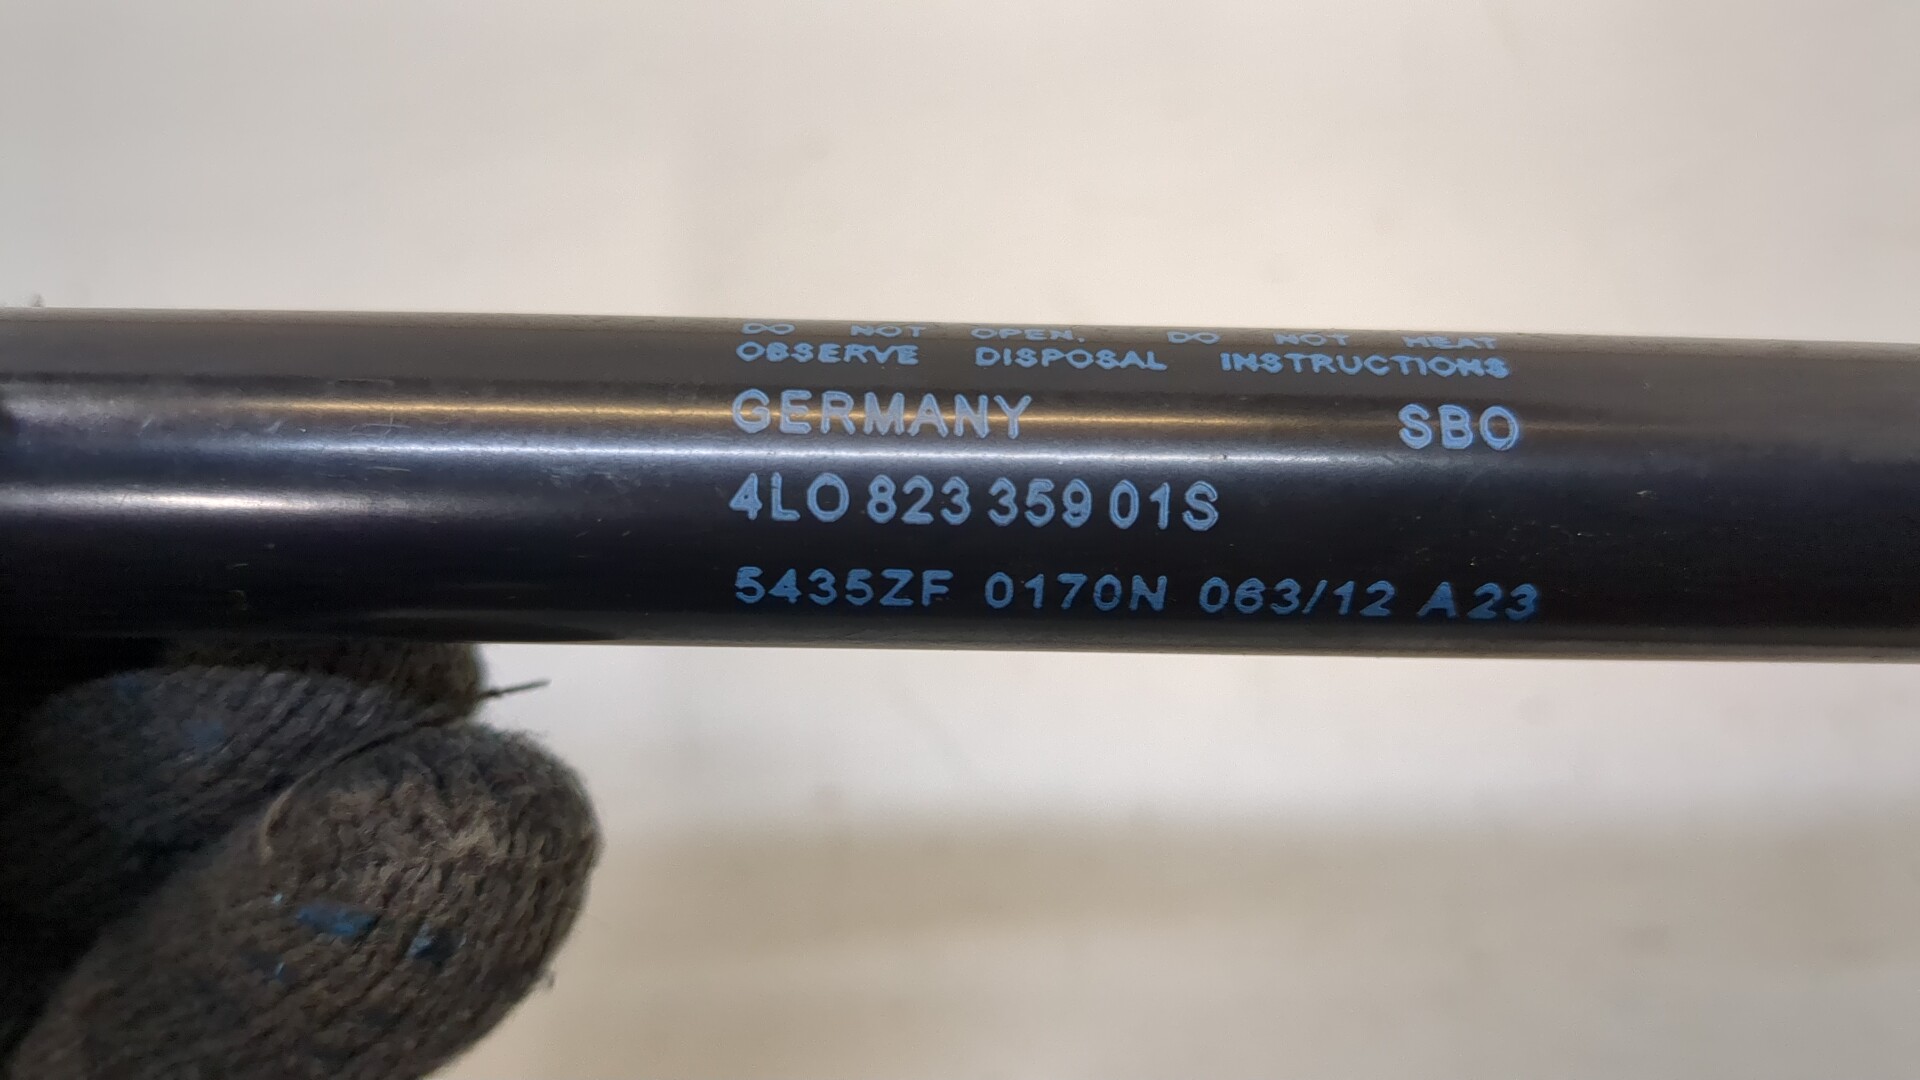 DO NOT OPEN. DO NOT HEAT
OBSERVE DISPOSAL INSTRUCTIONS
GERMANY SBO
4L0 823 359 01S
5435ZF 0170N 063/12 A23